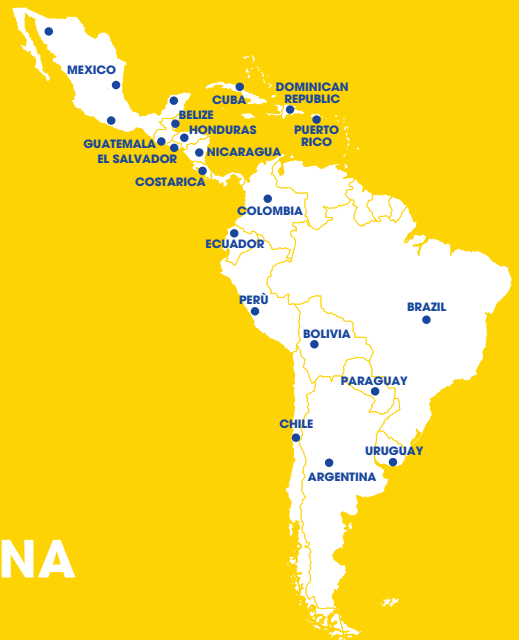 MEXICO
CUBA
DOMINICAN
REPUBLIC
BELIZE
PUERTO
RICO
HONDURAS
GUATEMALA
NICARAGUA
EL SALVADOR
COSTARICA
COLOMBIA
ECUADOR
PERÙ
BRAZIL
BOLIVIA
PARAGUAY
CHILE
URUGUAY
ARGENTINA
NA